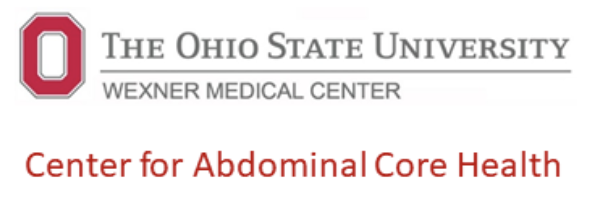 THE OHIO STATE UNIVERSITY
WEXNER MEDICAL CENTER
Center for Abdominal Core Health